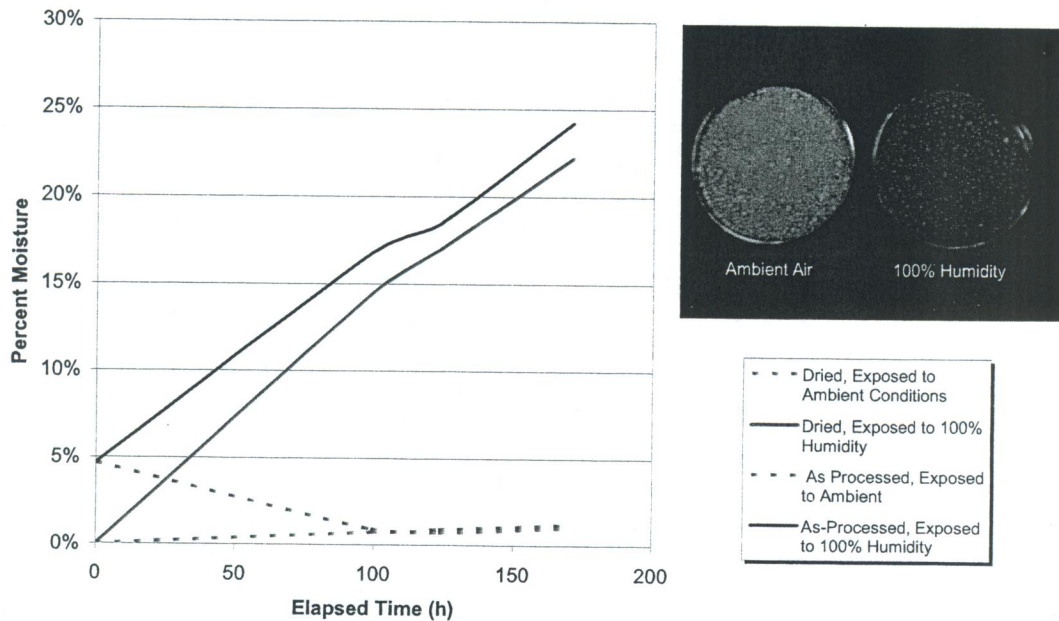 30%
25%
20%
15%
10%
5%
0%
Percent Moisture
0
50
100
150
200
Elapsed Time (h)
Ambient Air
100% Humidity
Dried, Exposed to
Ambient Conditions
Dried, Exposed to 100%
Humidity
As Processed, Exposed
to Ambient
As-Processed, Exposed
to 100% Humidity